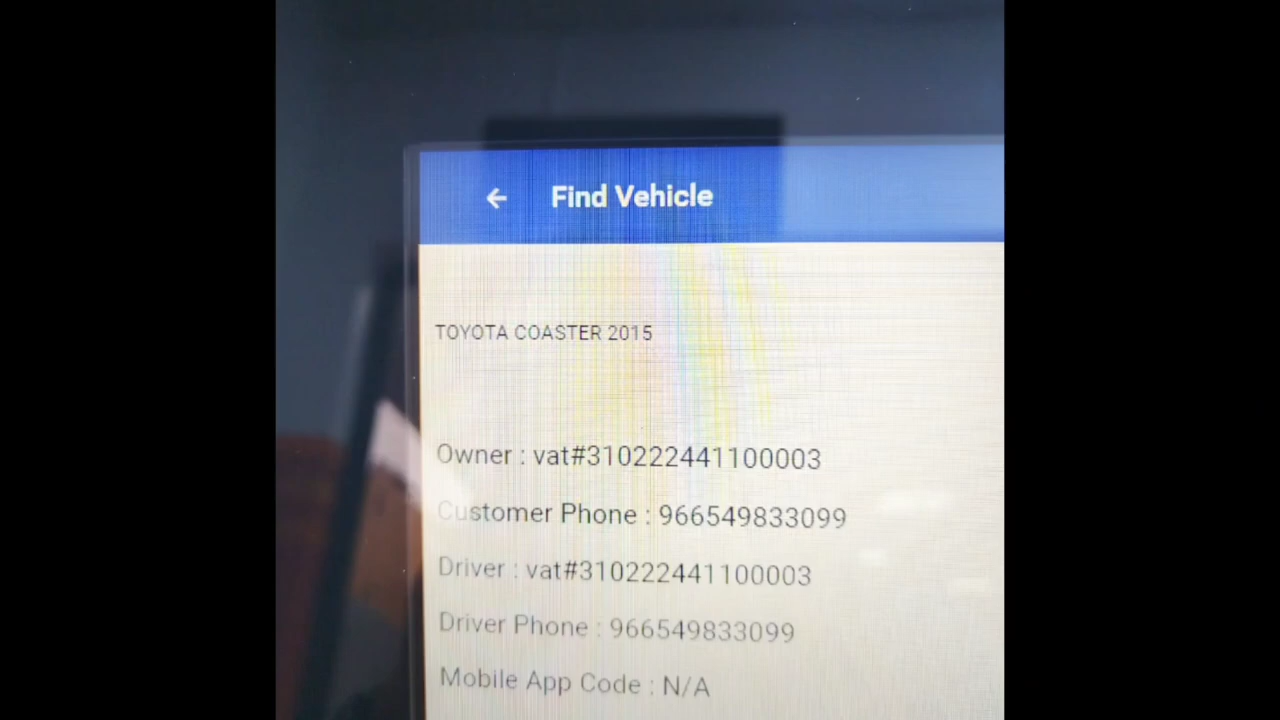 Find Vehicle
TOYOTA COASTER 2015
Owner : vat#310222441100003
Customer Phone : 966549833099
Driver : vat#310222441100003
Driver Phone : 966549833099
Mobile App Code : N/A